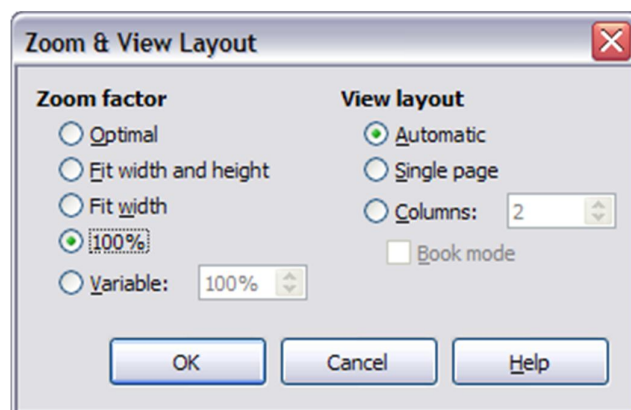 Zoom & View Layout
Zoom factor
Optimal
Fit width and height
Fit width
100%
Variable: 100%
View layout
Automatic
Single page
Columns: 2
Book mode
OK Cancel Help